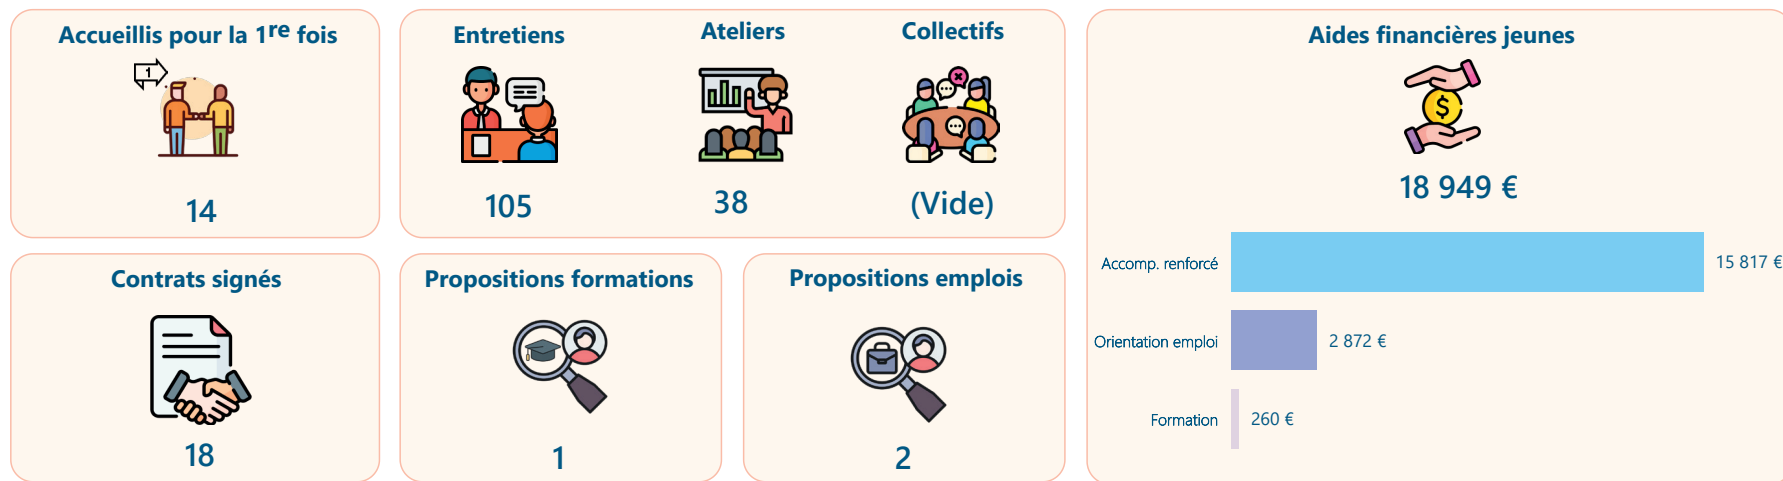 Accueillis pour la 1re fois
1
14
Entretiens
105
Ateliers
38
Collectifs
(Vide)
Aides financières jeunes
$
18 949 €
Accomp. renforcé
15 817 €
Orientation emploi
2 872 €
Formation
260 €
Contrats signés
18
Propositions formations
1
Propositions emplois
2